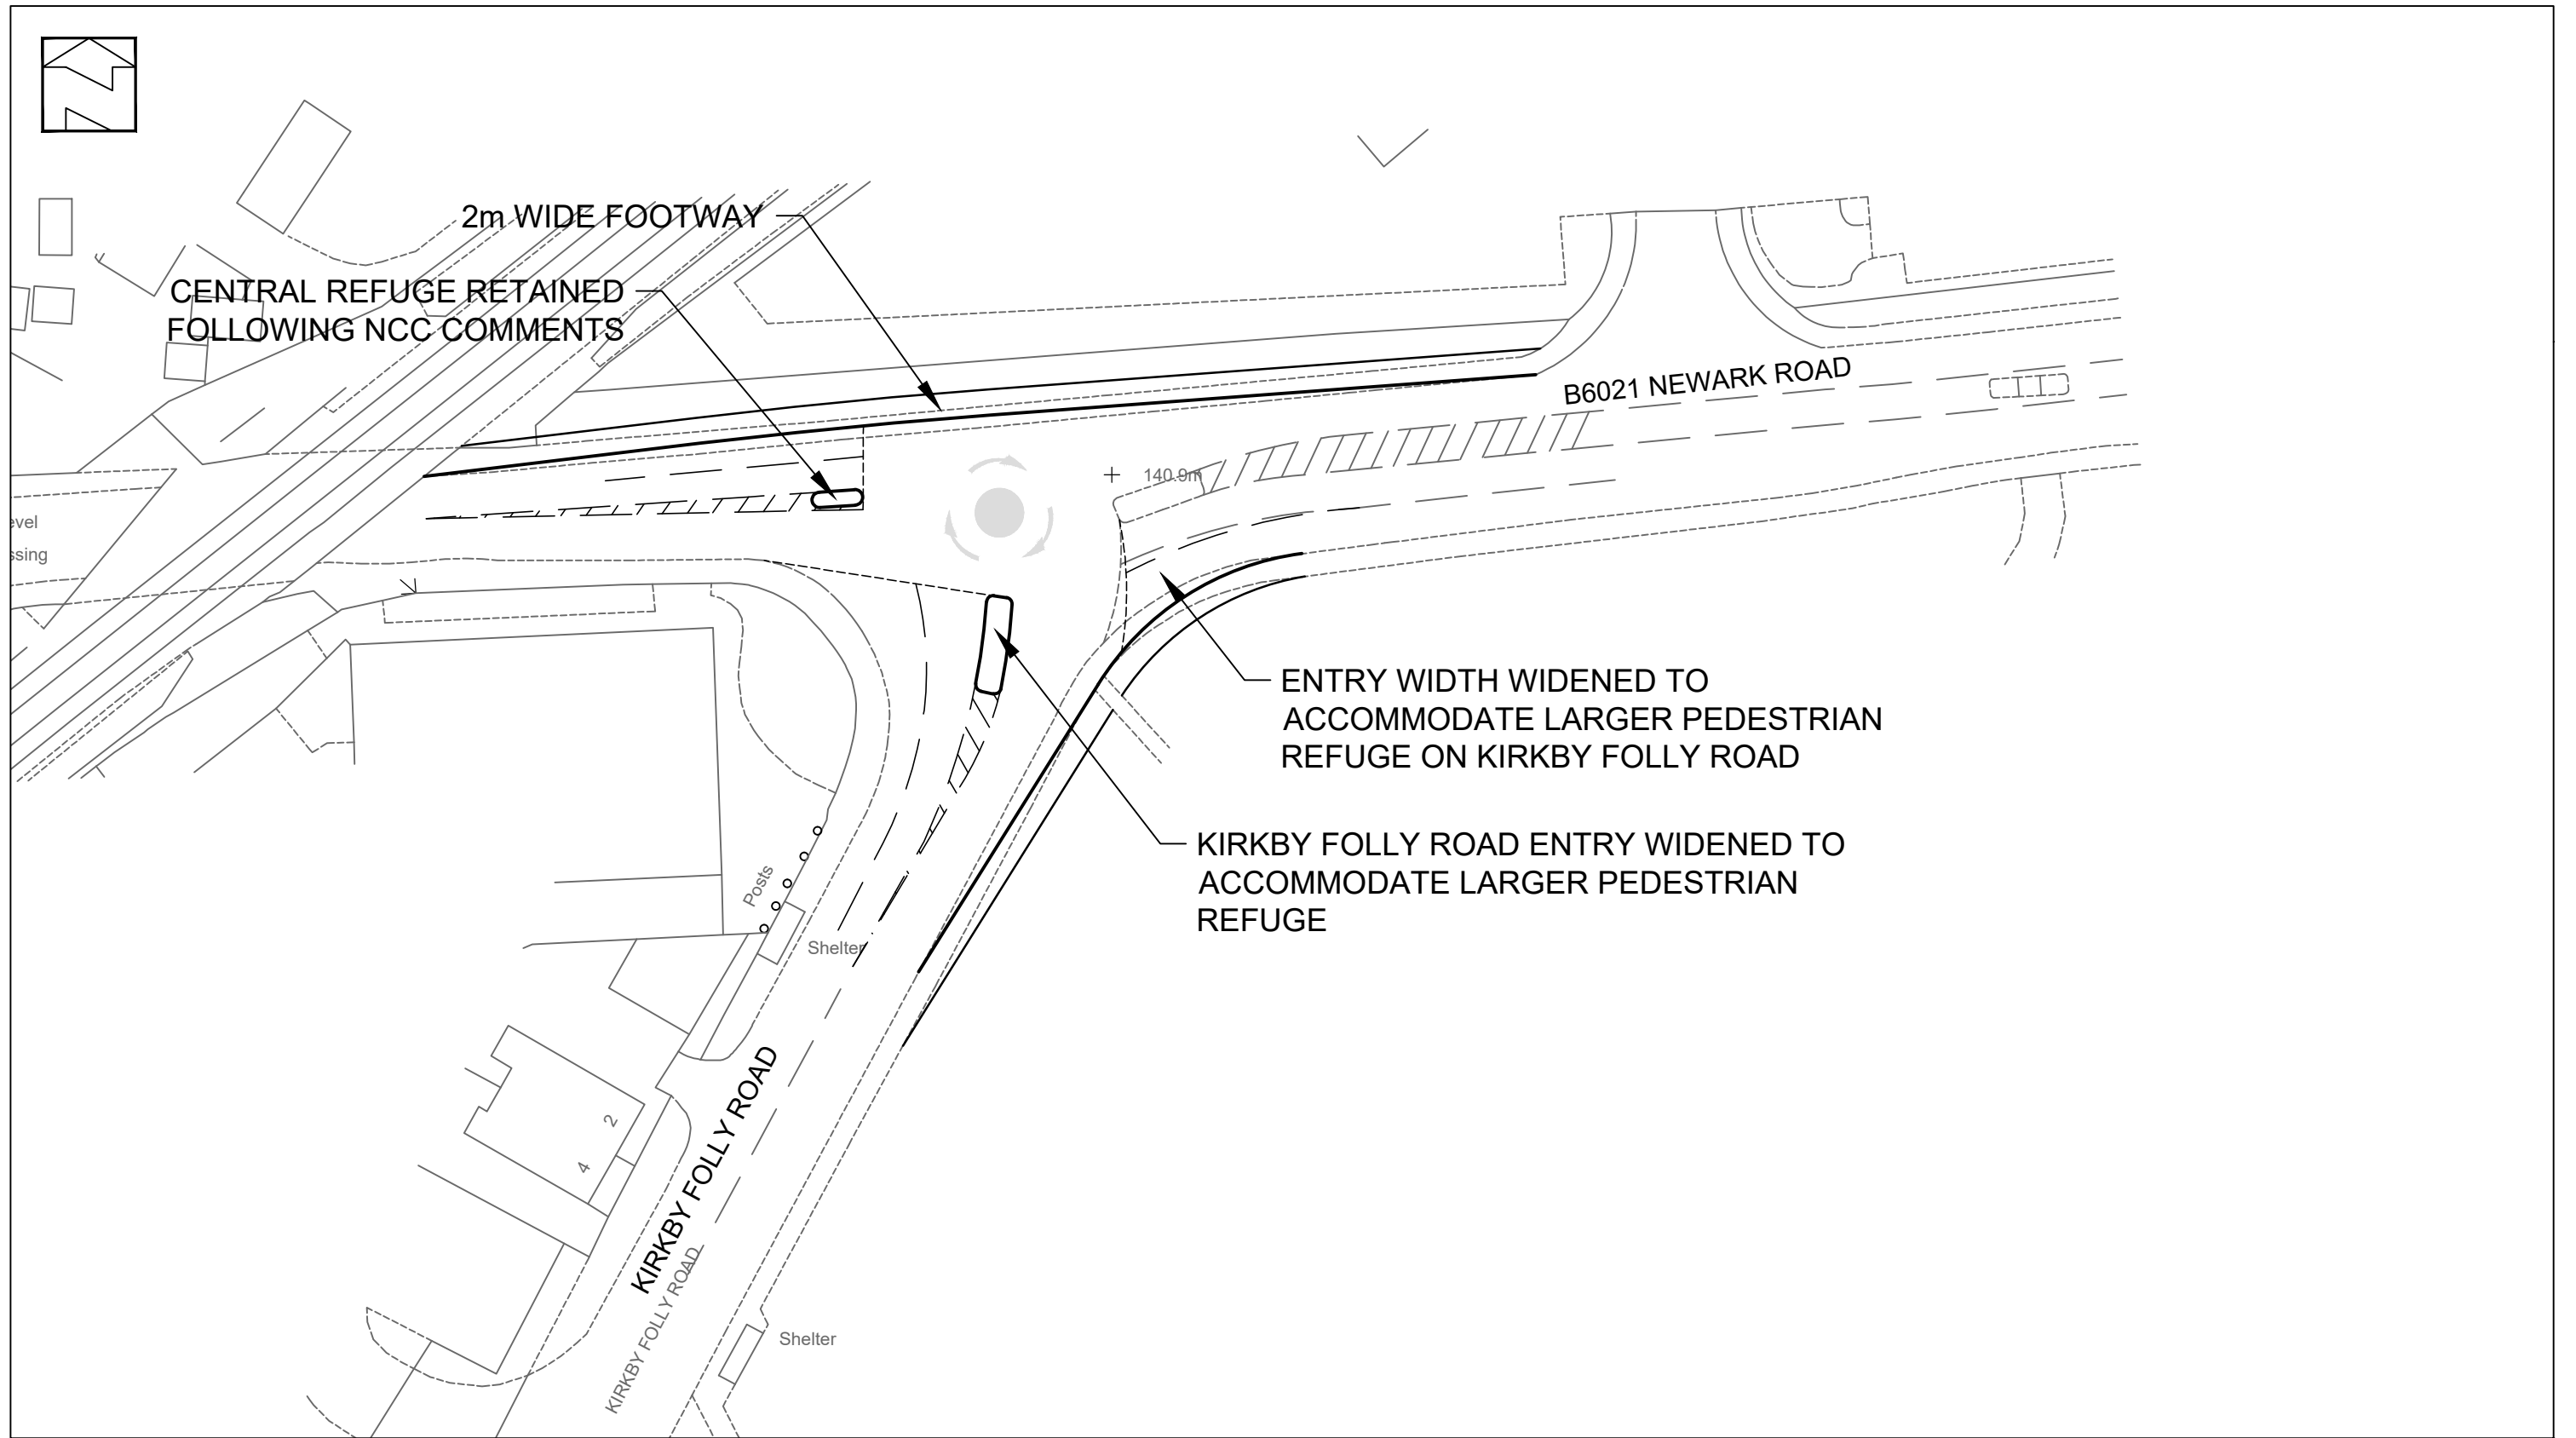 2m WIDE FOOTWAY
CENTRAL REFUGE RETAINED
FOLLOWING NCC COMMENTS
B6021 NEWARK ROAD
140.9m
evel
ssing
ENTRY WIDTH WIDENED TO
ACCOMMODATE LARGER PEDESTRIAN
REFUGE ON KIRKBY FOLLY ROAD
KIRKBY FOLLY ROAD ENTRY WIDENED TO
ACCOMMODATE LARGER PEDESTRIAN
REFUGE
Posts
Shelter
2
4
KIRKBY FOLLY ROAD
KIRKBY FOLLY ROAD
Shelter